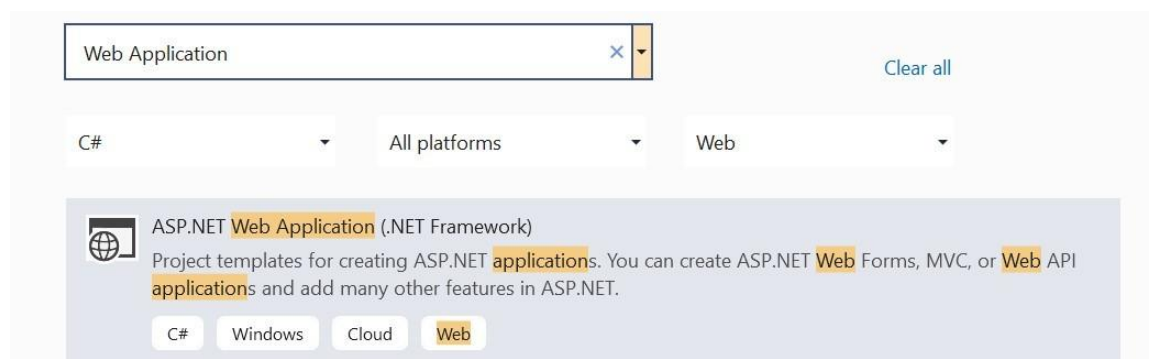 Web Application
Clear all
C# All platforms Web
ASP.NET Web Application (.NET Framework)
Project templates for creating ASP.NET applications. You can create ASP.NET Web Forms, MVC, or Web API
applications and add many other features in ASP.NET.
C# Windows Cloud Web